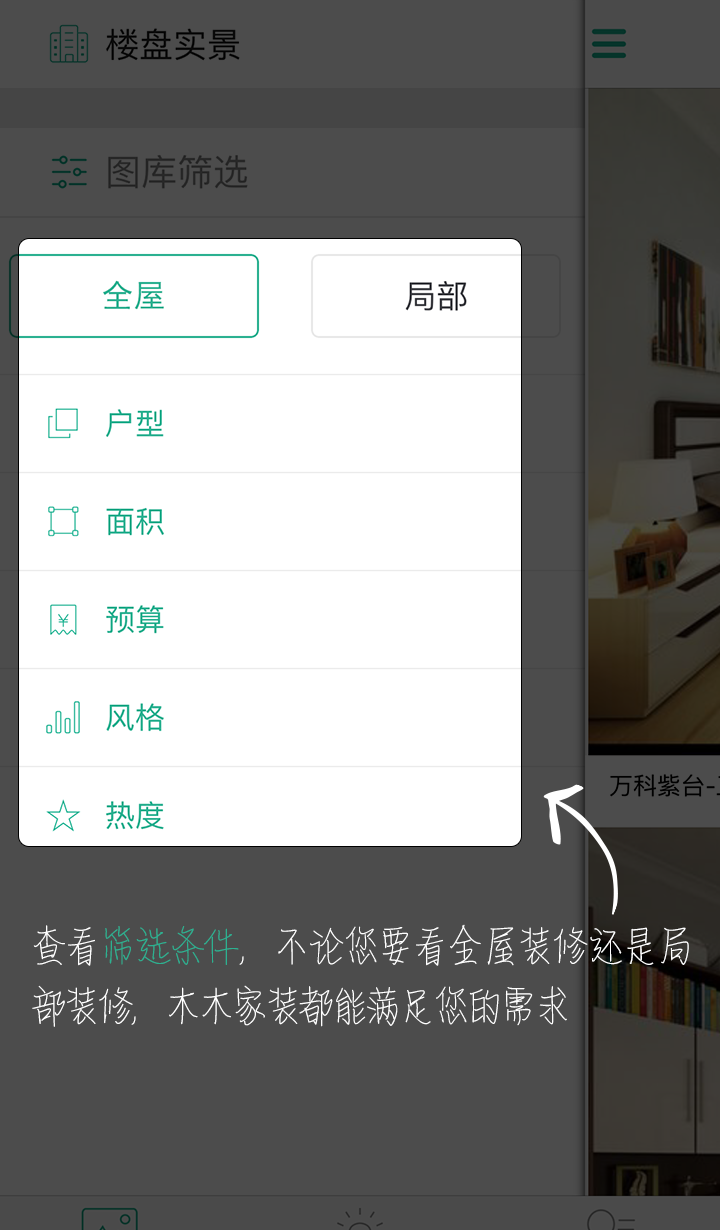 楼盘实景
图库筛选
全屋 局部
户型
面积
预算
风格
热度
万科紫台-
查看筛选条件, 不论您要看全屋装修还是局
部装修, 木木家装都能满足您的需求